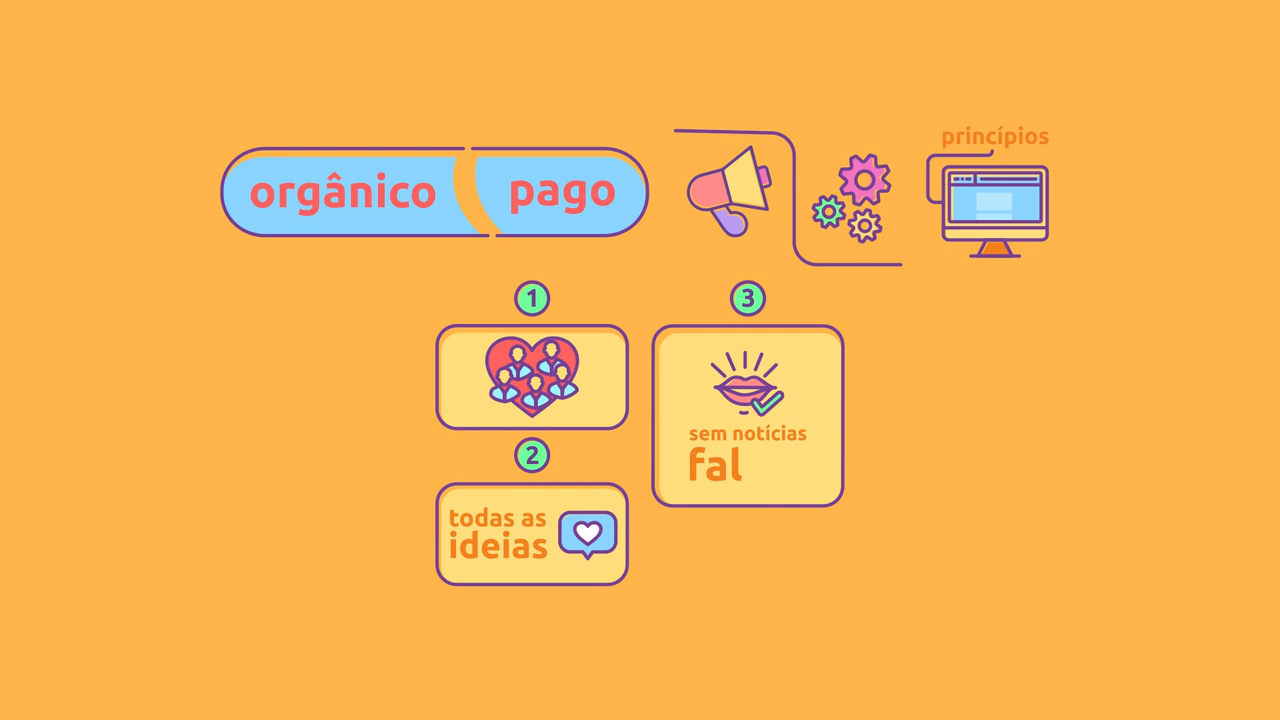 orgânico
pago
princípios
1
2
todas as
ideias
3
sem notícias
fal